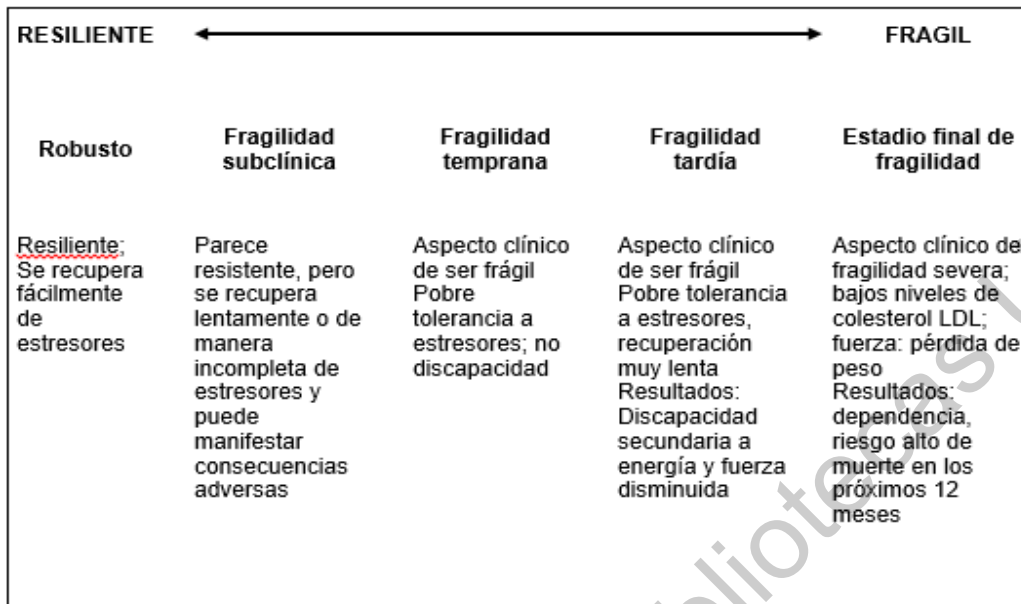 RESILIENTE FRAGIL
Robusto
Fragilidad
subclínica
Fragilidad
temprana
Fragilidad
tardía
Estadio final de
fragilidad
Resiliente;
Se recupera
fácilmente
de
estresores
Parece
resistente, pero
se recupera
lentamente o de
manera
incompleta de
estresores y
puede
manifestar
consecuencias
adversas
Aspecto clínico
de ser frágil
Pobre
tolerancia a
estresores; no
discapacidad
Aspecto clínico
de ser frágil
Pobre tolerancia
a estresores,
recuperación
muy lenta
Resultados:
Discapacidad
secundaria a
energía y fuerza
disminuida
Aspecto clínico de
fragilidad severa;
bajos niveles de
colesterol LDL;
fuerza: pérdida de
peso
Resultados:
dependencia,
riesgo alto de
muerte en los
próximos 12
meses